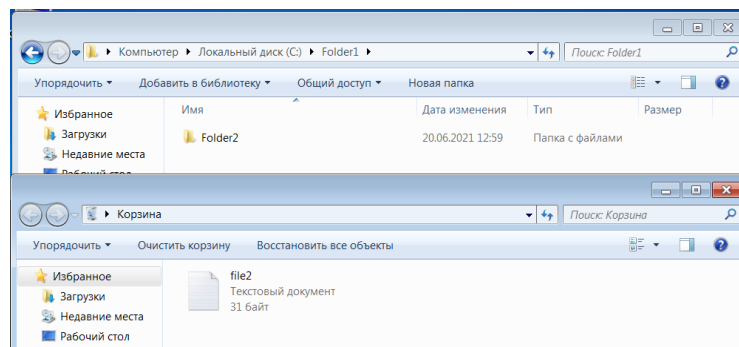 Компьютер Локальный диск (C:) Folder1 Поиск: Folder1
Упорядочить Добавить в библиотеку Общий доступ Новая папка
Избранное Имя Дата изменения Тип Размер
Загрузки Folder2 20.06.2021 12:59 Папка с файлами
Недавние места
Рабочий стол
Корзина Поиск: Корзина
Упорядочить Очистить корзину Восстановить все объекты
Избранное file2
Загрузки Текстовый документ
Недавние места 31 байт
Рабочий стол